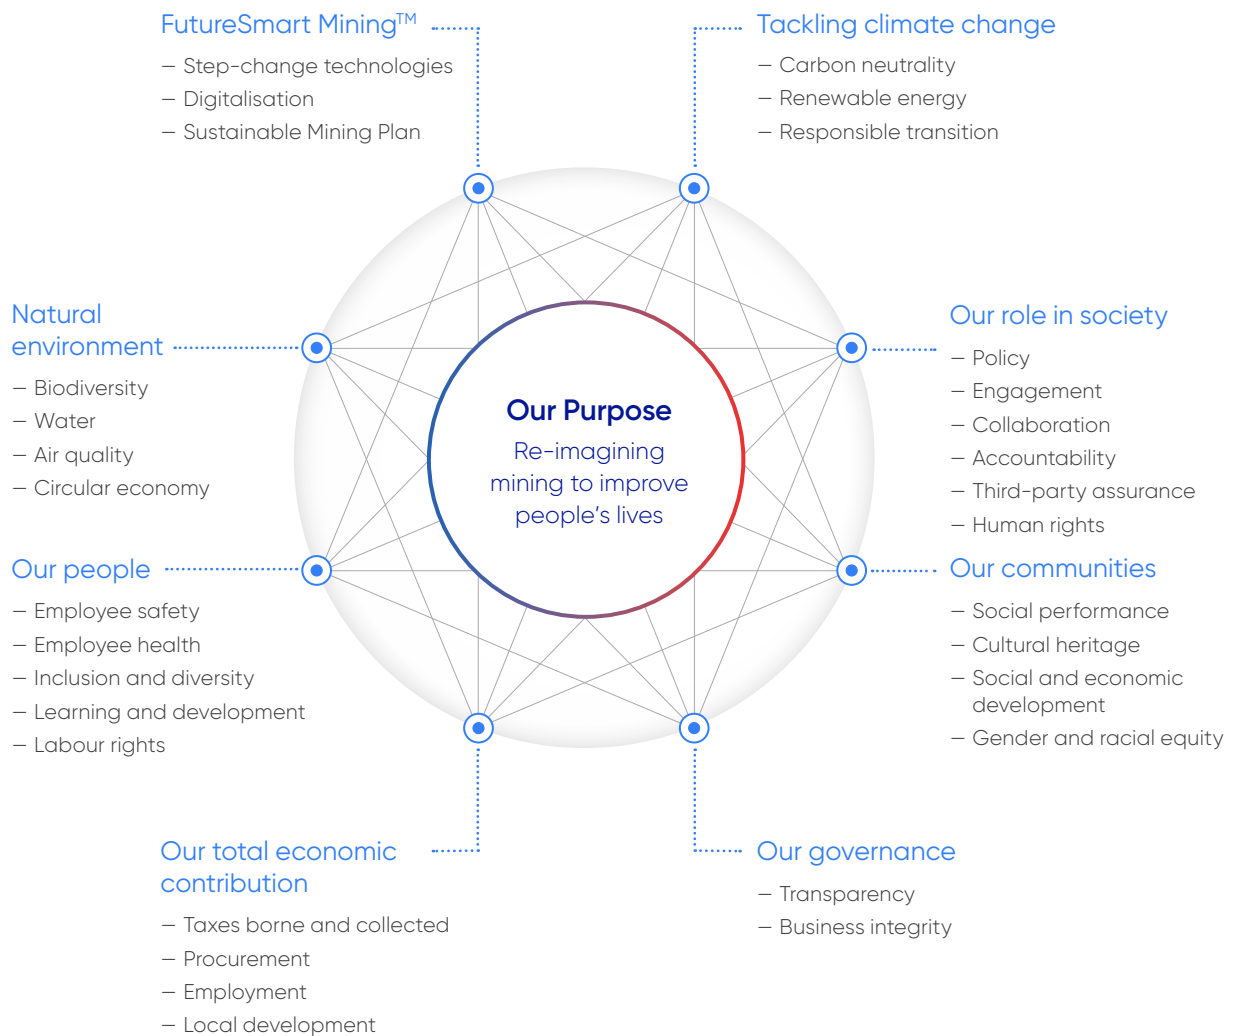 FutureSmart Mining™
— Step-change technologies
— Digitalisation
— Sustainable Mining Plan
Tackling climate change
— Carbon neutrality
— Renewable energy
— Responsible transition
Natural
environment
— Biodiversity
— Water
— Air quality
— Circular economy
Our Purpose
Re-imagining
mining to improve
people’s lives
Our role in society
— Policy
— Engagement
— Collaboration
— Accountability
— Third-party assurance
— Human rights
Our people
— Employee safety
— Employee health
— Inclusion and diversity
— Learning and development
— Labour rights
Our communities
— Social performance
— Cultural heritage
— Social and economic
development
— Gender and racial equity
Our total economic
contribution
— Taxes borne and collected
— Procurement
— Employment
— Local development
Our governance
— Transparency
— Business integrity